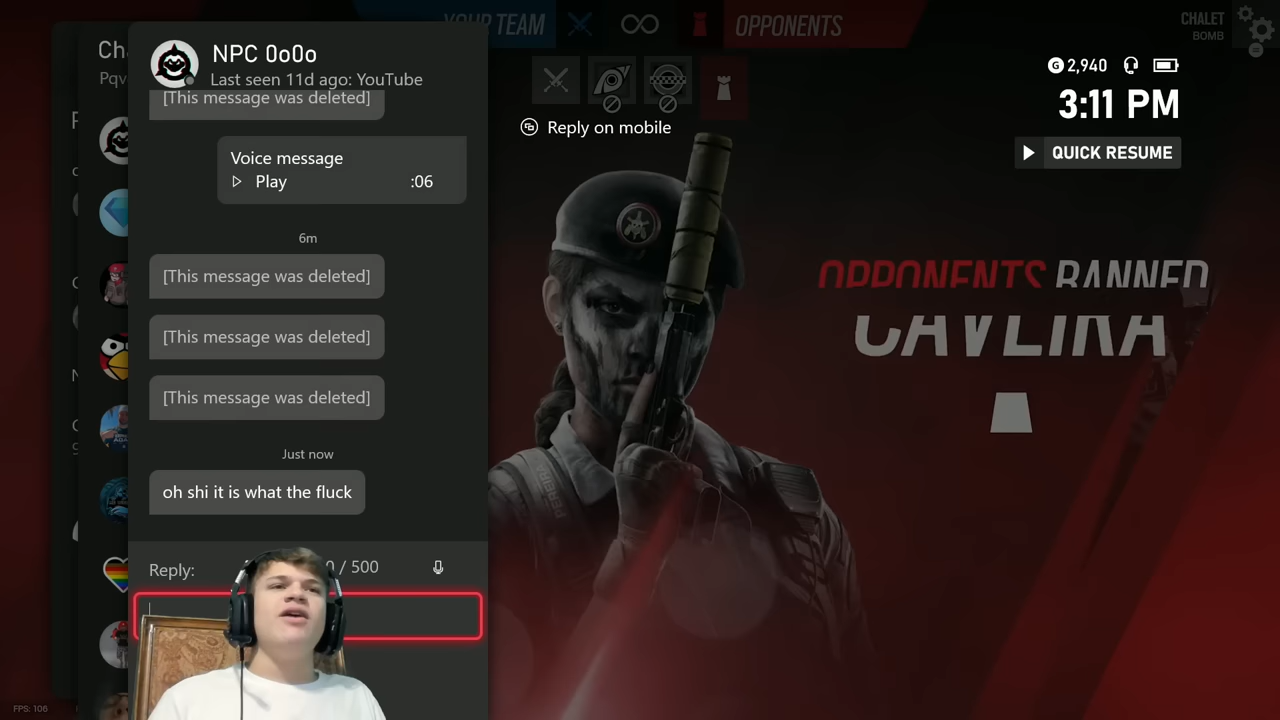 YOUR TEAM
OPPONENTS
CHALET
BOMB
NPC 0o0o
Last seen 11d ago: YouTube
[This message was deleted]
Voice message
Play :06
6m
[This message was deleted]
[This message was deleted]
[This message was deleted]
Just now
oh shi it is what the fluck
Reply:
/ 500
Reply on mobile
G 2,940
3:11 PM
QUICK RESUME
OPPONENTS BANNED
CAVEIRA
PEREIRA
FPS: 106